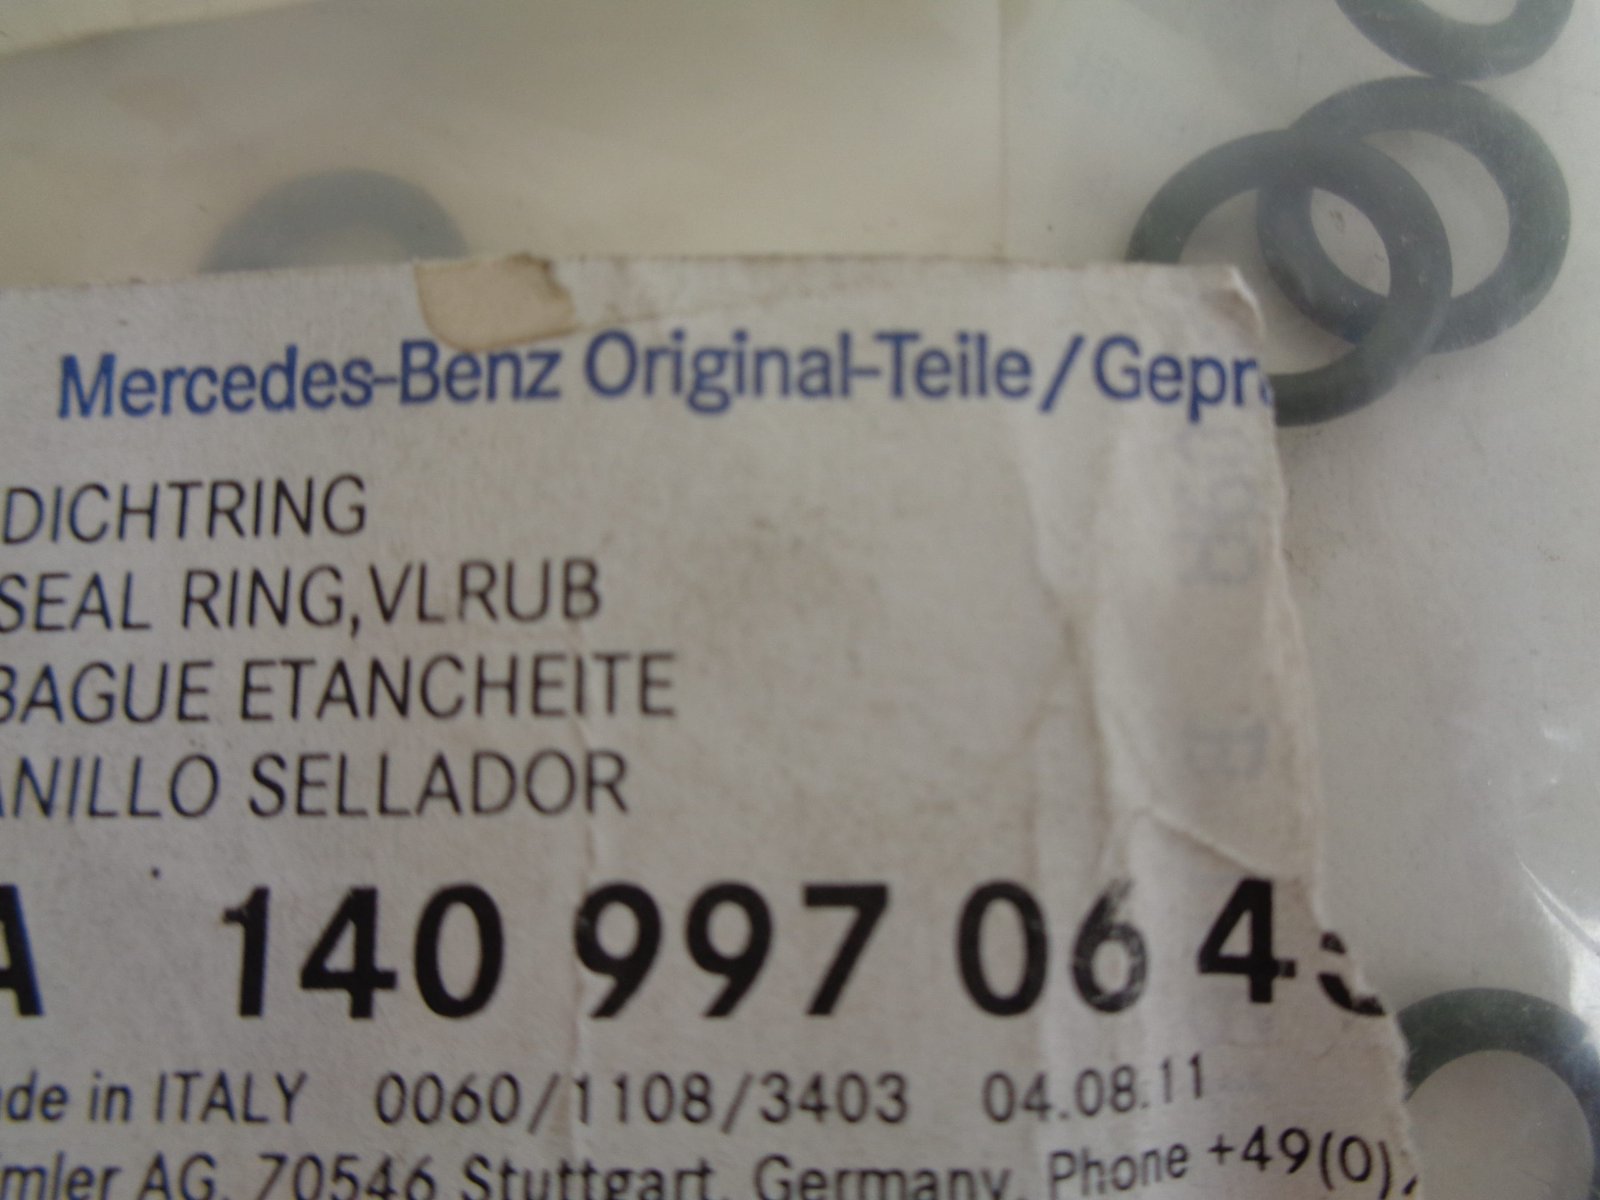 Mercedes-Benz Original-Teile/Gepr
DICHTRING
SEAL RING,VLRUB
BAGUE ETANCHEITE
ANILLO SELLADOR
A 140 997 06 4
de in ITALY 0060/1108/3403 04.08.11
mler AG, 70546 Stuttgart, Germany, Phone +49(0)